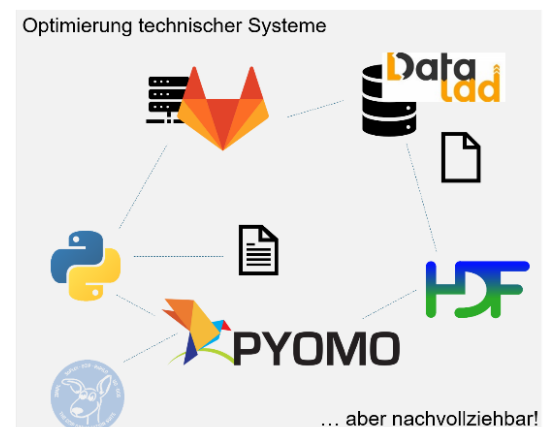 Optimierung technischer Systeme
Data
lad
HDF
PYOMO
... aber nachvollziehbar!